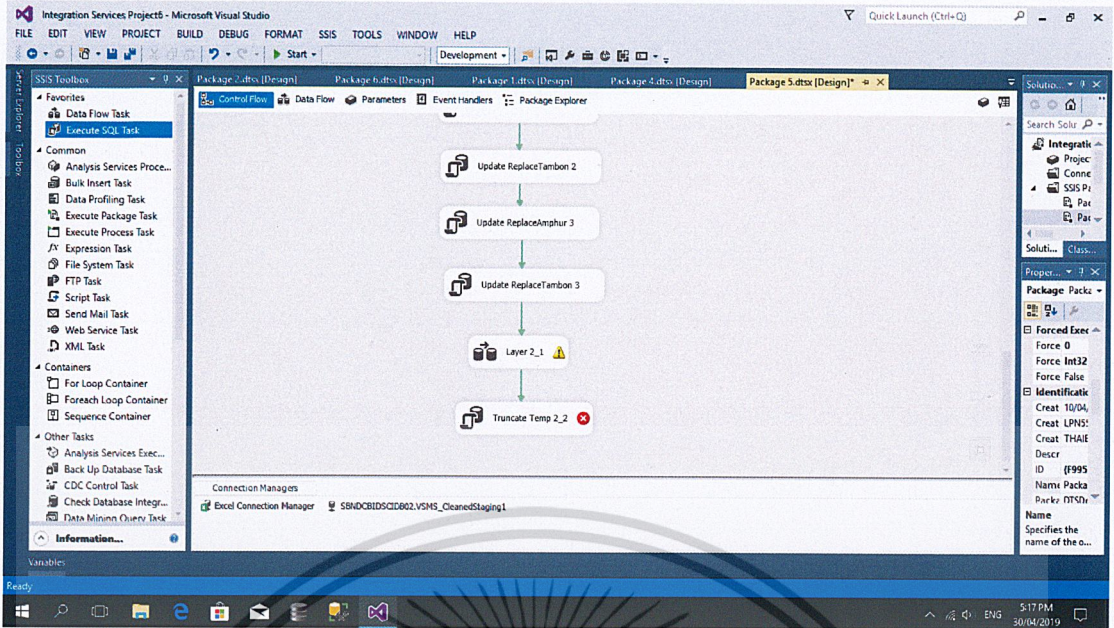 Integration Services Project6 - Microsoft Visual Studio
Quick Launch (Ctrl+Q)
FILE EDIT VIEW PROJECT BUILD DEBUG FORMAT SSIS TOOLS WINDOW HELP
Start
Development
Server Explorer
Toolbox
SSIS Toolbox
Favorites
Data Flow Task
Execute SQL Task
Common
Analysis Services Proce...
Bulk Insert Task
Data Profiling Task
Execute Package Task
Execute Process Task
Expression Task
File System Task
FTP Task
Script Task
Send Mail Task
Web Service Task
XML Task
Containers
For Loop Container
Foreach Loop Container
Sequence Container
Other Tasks
Analysis Services Exec...
Back Up Database Task
CDC Control Task
Check Database Integr...
Data Mining Query Task
Information...
Package 2.dtsx [Design] Package 6.dtsx [Design] Package 1.dtsx [Design] Package 4.dtsx [Design] Package 5.dtsx [Design]*
Control Flow Data Flow Parameters Event Handlers Package Explorer
Update ReplaceTambon 2
Update ReplaceAmphur 3
Update ReplaceTambon 3
Layer 2_1
Truncate Temp 2_2
Connection Managers
Excel Connection Manager SBNDCBIDSCIDB02.VSMS_CleanedStaging1
Solutio...
Search Solu
Integratic
Projec
Conne
SSIS Pa
Pac
Pac
Soluti... Class...
Proper...
Package Packa
Forced Exec
Force 0
Force Int32
Force False
Identificatic
Creat 10/04,
Creat LPN5:
Creat THAIE
Descr
ID {F995
Name Packa
Packa DTSDe
Name
Specifies the
name of the o...
Variables
Ready
ENG
5:17 PM
30/04/2019